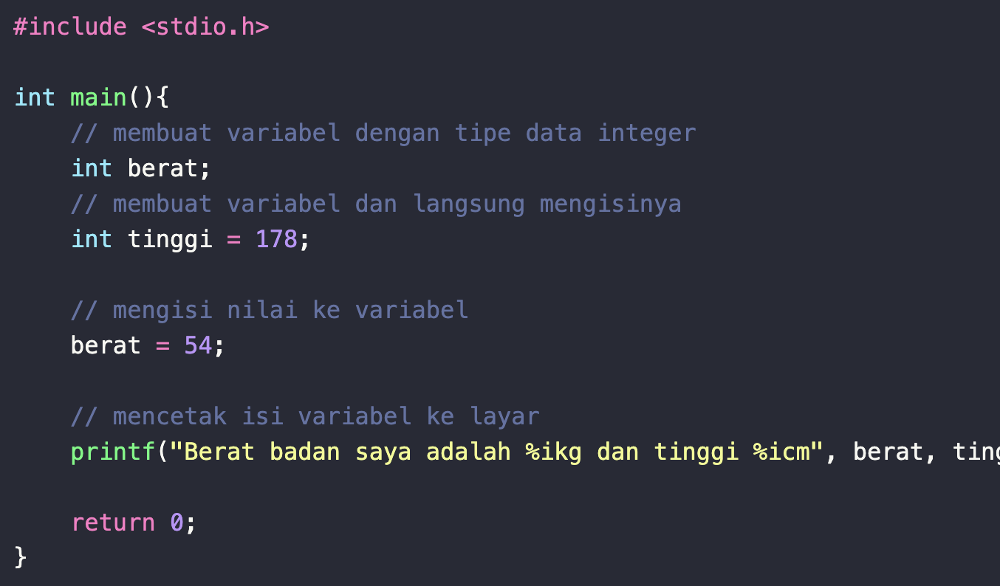 #include <stdio.h>
int main(){
// membuat variabel dengan tipe data integer
int berat;
// membuat variabel dan langsung mengisinya
int tinggi = 178;
// mengisi nilai ke variabel
berat = 54;
// mencetak isi variabel ke layar
printf("Berat badan saya adalah %ikg dan tinggi %icm", berat,
return 0;
}